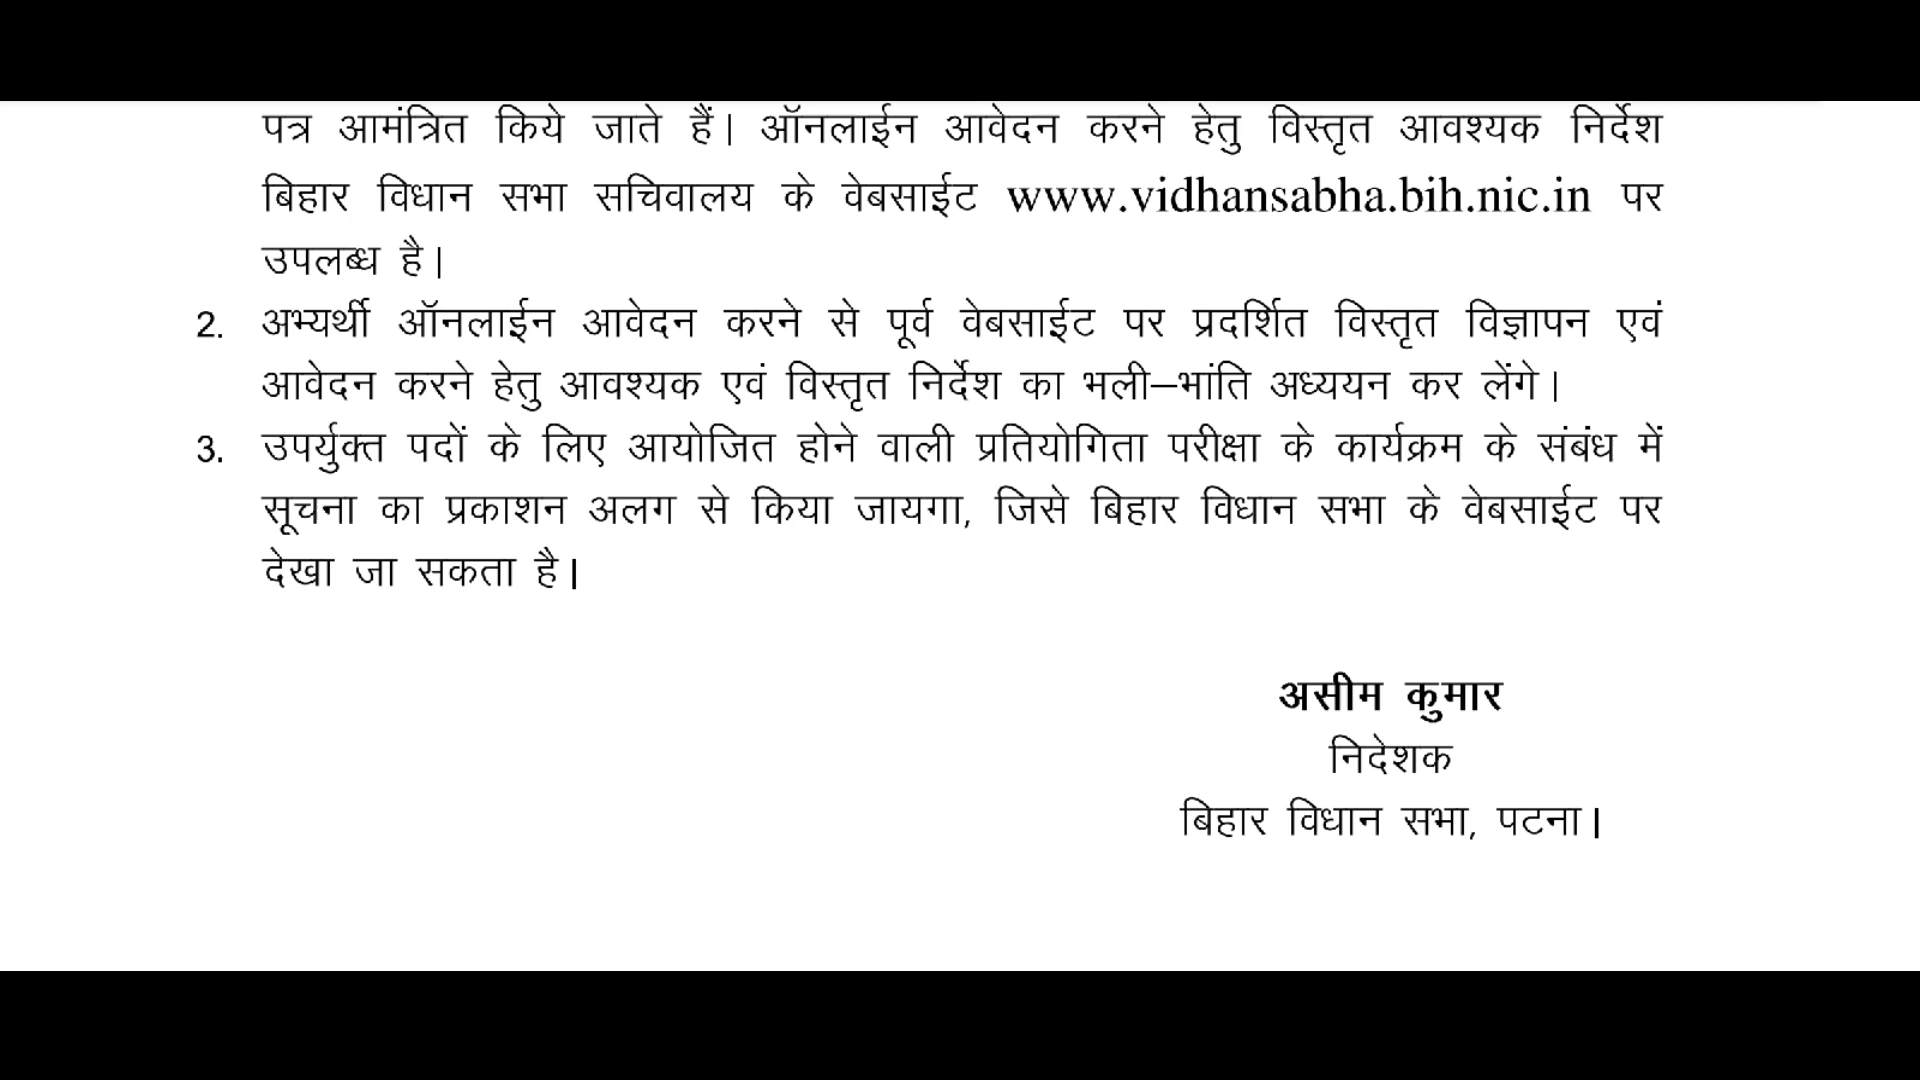 पत्र आमंत्रित किये जाते हैं। ऑनलाईन आवेदन करने हेतु विस्तृत आवश्यक निर्देश
बिहार विधान सभा सचिवालय के वेबसाईट www.vidhansabha.bih.nic.in पर
उपलब्ध है।
2. अभ्यर्थी ऑनलाईन आवेदन करने से पूर्व वेबसाईट पर प्रदर्शित विस्तृत विज्ञापन एवं
आवेदन करने हेतु आवश्यक एवं विस्तृत निर्देश का भली–भांति अध्ययन कर लेंगे।
3. उपर्युक्त पदों के लिए आयोजित होने वाली प्रतियोगिता परीक्षा के कार्यक्रम के संबंध में
सूचना का प्रकाशन अलग से किया जायगा, जिसे बिहार विधान सभा के वेबसाईट पर
देखा जा सकता है।
असीम कुमार
निदेशक
बिहार विधान सभा, पटना।